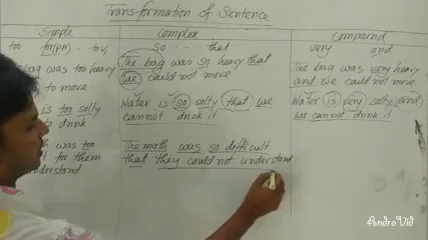 Transformation of Sentence
Simple
Complex
Compound
too for(pn) to v,
bag was too heavy
to move
is too salty
to drink
was too
for them
understand
so .. that
The bag was so heavy that
we could not move
Water is so salty that we
cannot drink it
The math was so difficult
that they could not understand
very and
The bag was very heavy
and we could not move
Water is very salty and
we cannot drink it
AndroVid